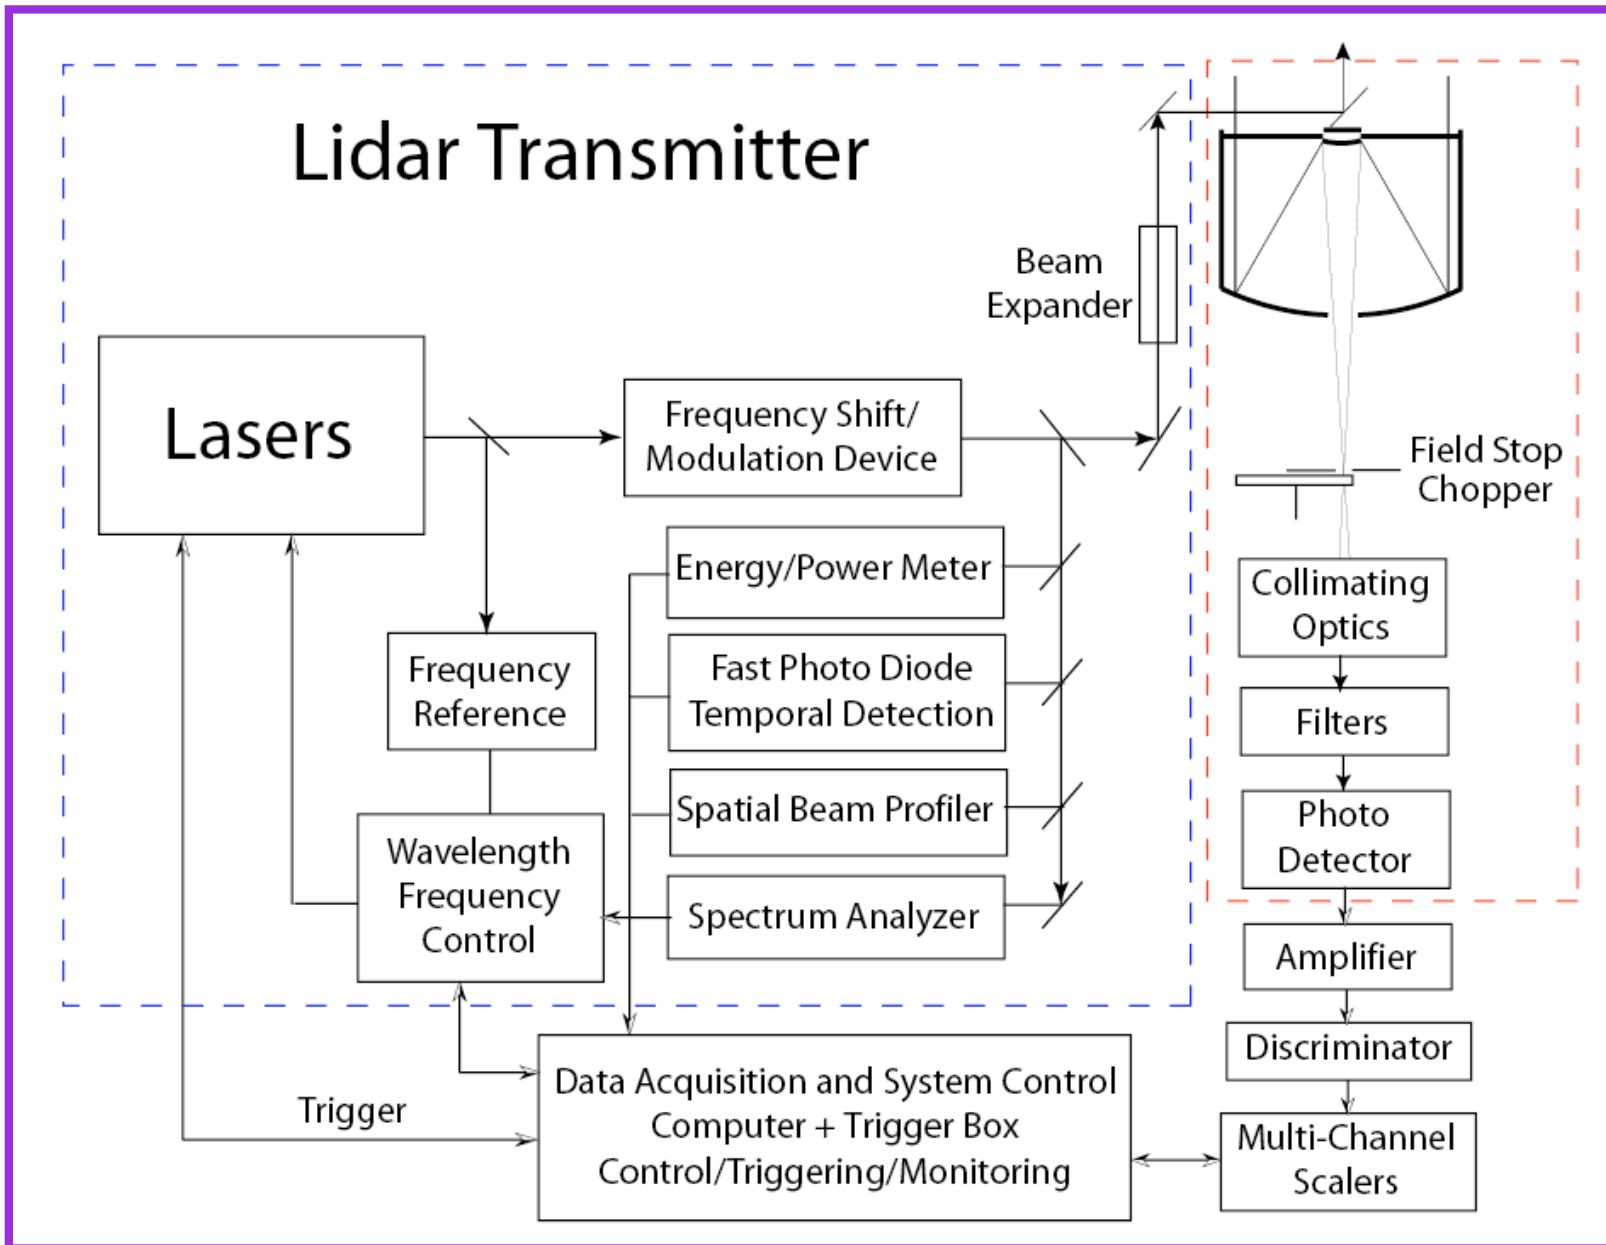 Lidar Transmitter
Beam
Expander
Lasers
Frequency Shift/
Modulation Device
Field Stop
Chopper
Energy/Power Meter
Collimating
Optics
Frequency
Reference
Fast Photo Diode
Temporal Detection
Filters
Spatial Beam Profiler
Photo
Detector
Wavelength
Frequency
Control
Spectrum Analyzer
Amplifier
Discriminator
Trigger
Data Acquisition and System Control
Computer + Trigger Box
Control/Triggering/Monitoring
Multi-Channel
Scalers